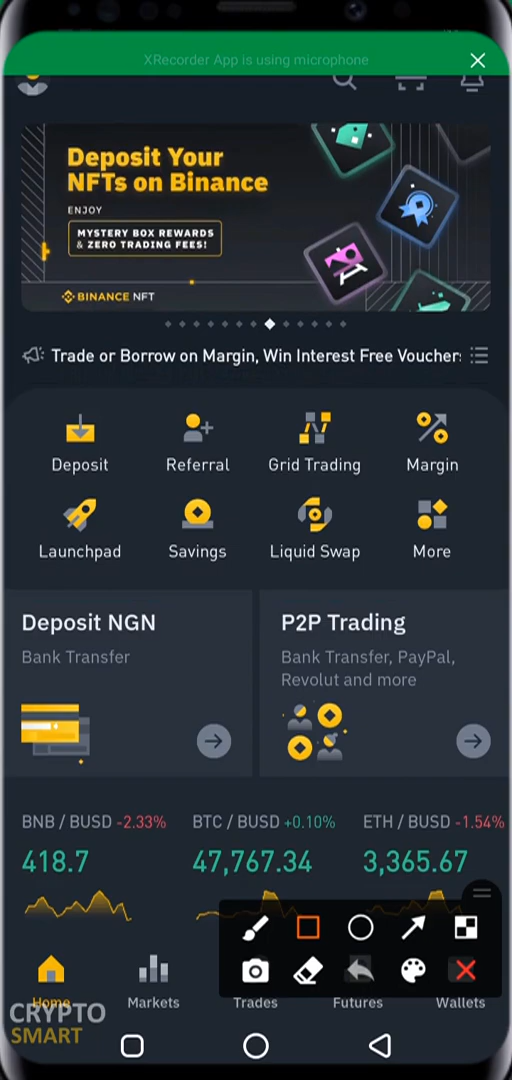 XRecorder App is using microphone
Deposit Your
NFTs on Binance
ENJOY
MYSTERY BOX REWARDS
& ZERO TRADING FEES!
BINANCE NFT
Trade or Borrow on Margin, Win Interest Free Voucher
Deposit Referral Grid Trading Margin
Launchpad Savings Liquid Swap More
Deposit NGN
Bank Transfer
P2P Trading
Bank Transfer, PayPal,
Revolut and more
BNB / BUSD -2.33% BTC / BUSD +0.10% ETH / BUSD -1.54%
418.7 47,767.34 3,365.67
Home Markets Trades Futures Wallets
CRYPTO
SMART